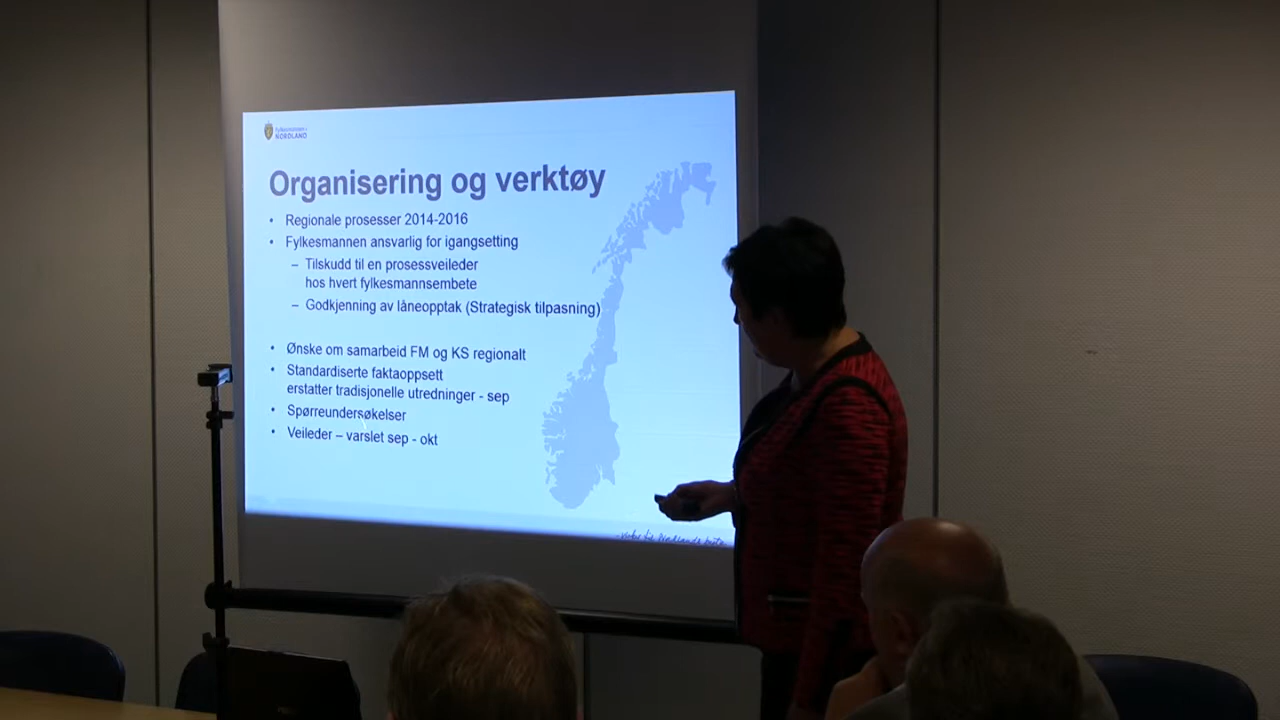 Fylkesmannen i
NORDLAND
Organisering og verktøy
• Regionale prosesser 2014-2016
• Fylkesmannen ansvarlig for igangsetting
– Tilskudd til en prosessveileder
hos hvert fylkesmannsembete
– Godkjenning av låneopptak (Strategisk tilpasning)
• Ønske om samarbeid FM og KS regionalt
• Standardiserte faktaoppsett
erstatter tradisjonelle utredninger - sep
• Spørreundersøkelser
• Veileder – varslet sep - okt